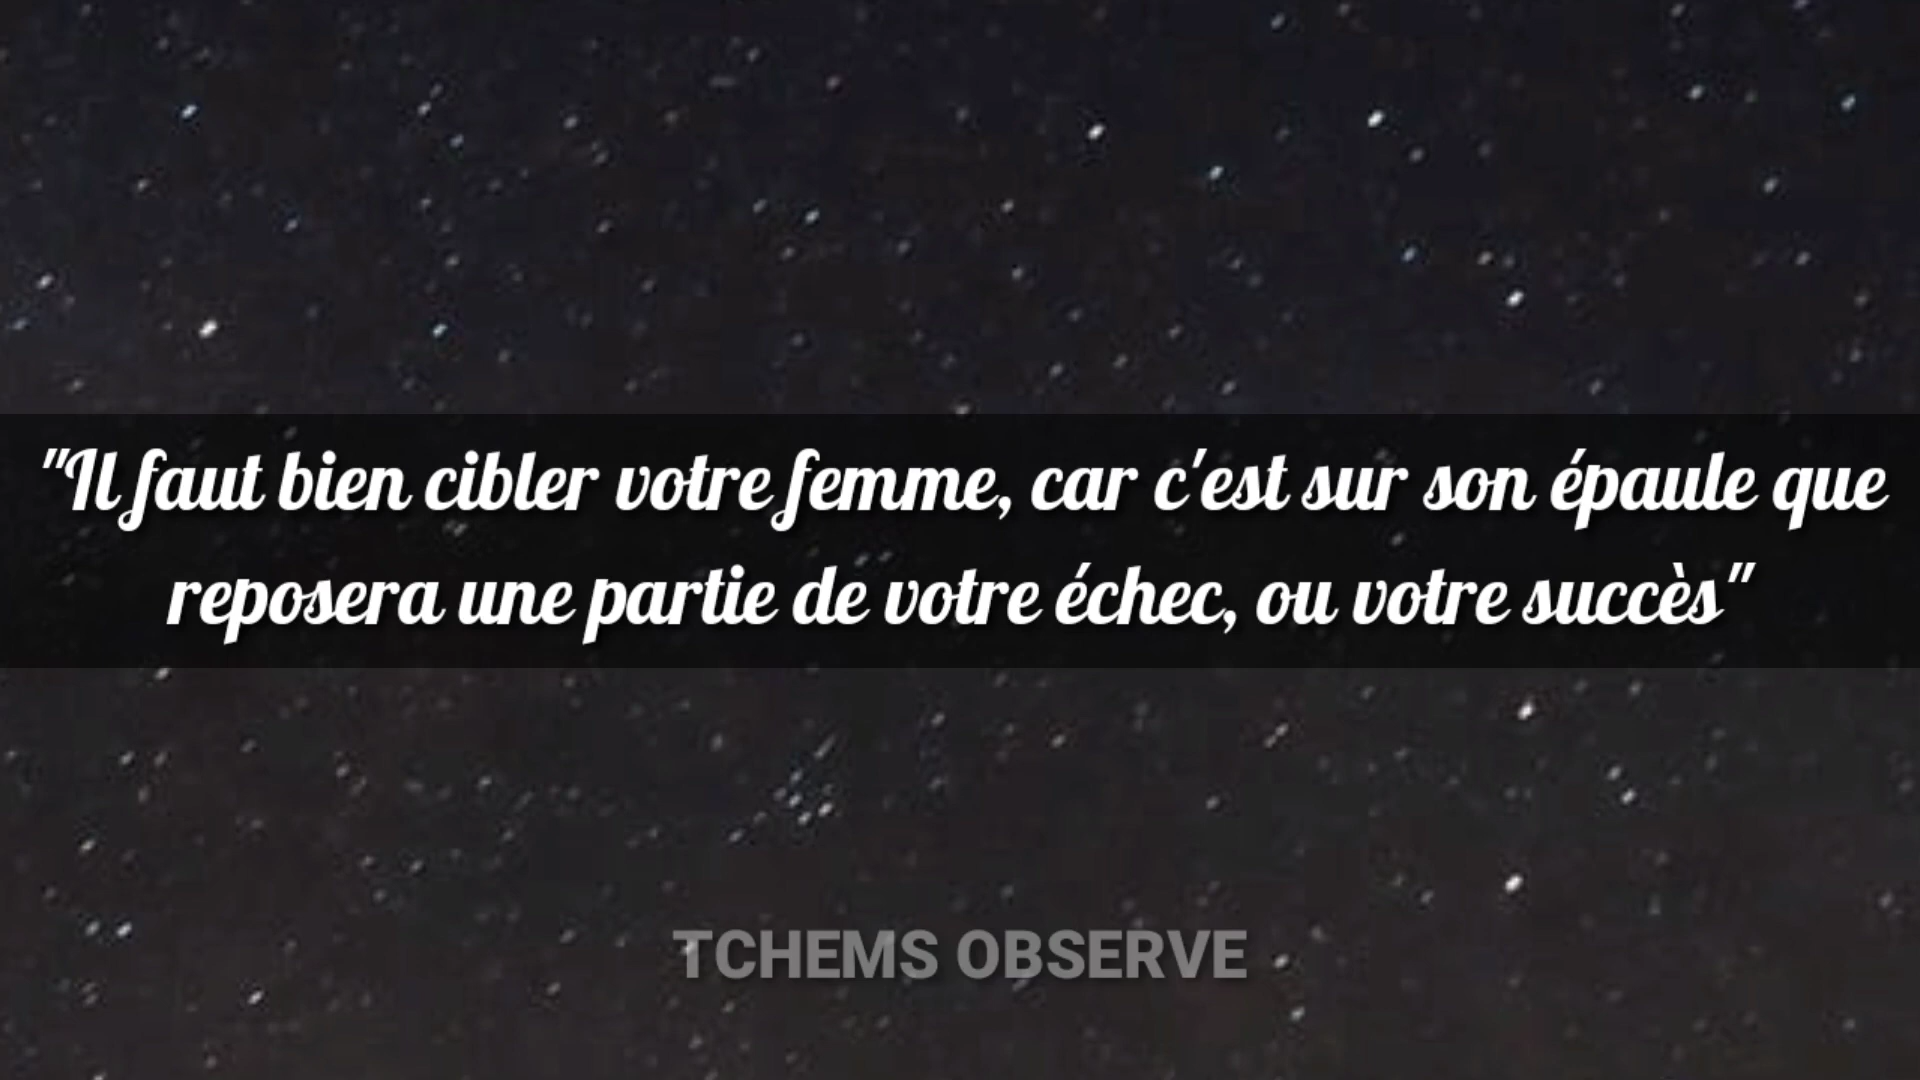 "Il faut bien cibler votre femme, car c'est sur son épaule que
reposera une partie de votre échec, ou votre succès"
TCHEMS OBSERVE